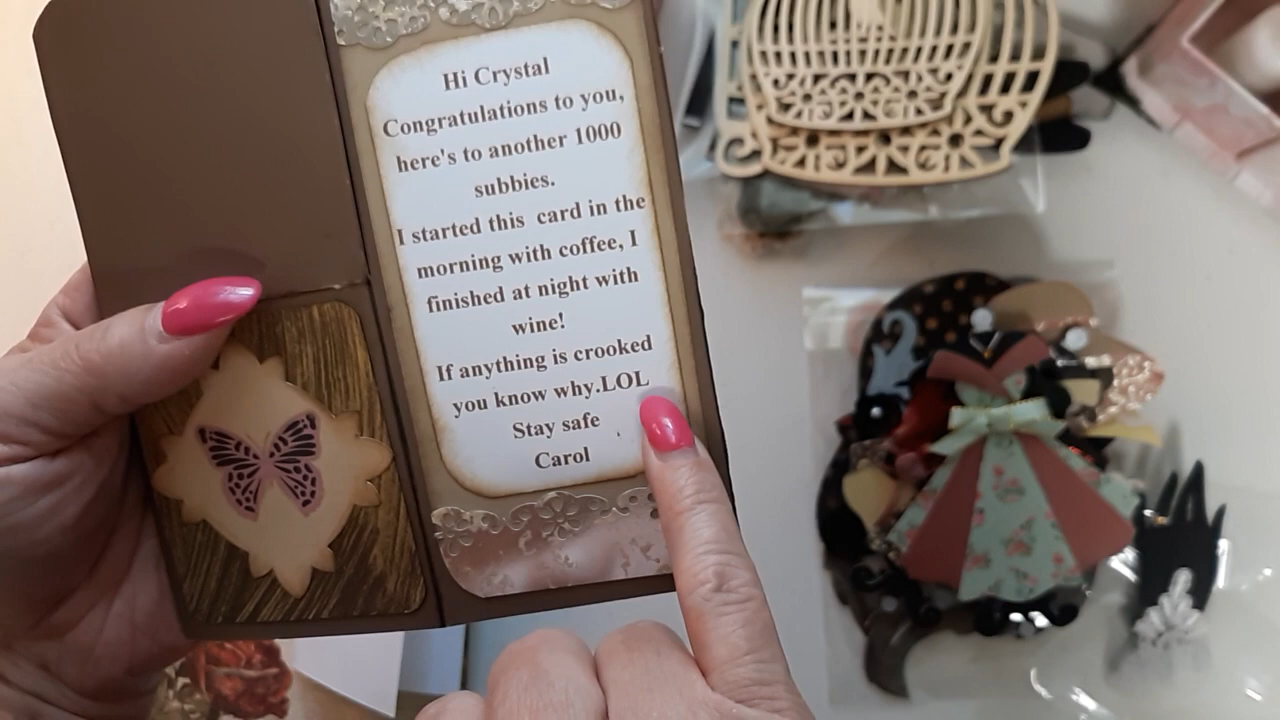 Hi Crystal
Congratulations to you,
here's to another 1000
subbies.
I started this card in the
morning with coffee, I
finished at night with
wine!
If anything is crooked
you know why.LOL
Stay safe
Carol